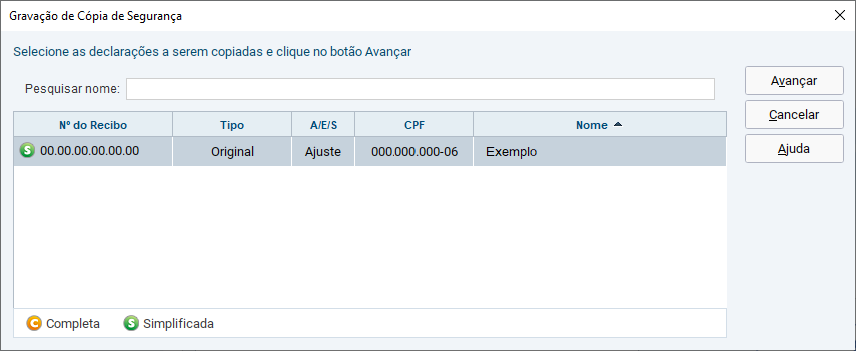 Gravação de Cópia de Segurança
Selecione as declarações a serem copiadas e clique no botão Avançar
Pesquisar nome:
Avançar
Cancelar
Ajuda
Nº do Recibo Tipo A/E/S CPF Nome
S 00.00.00.00.00.00 Original Ajuste 000.000.000-06 Exemplo
C Completa S Simplificada